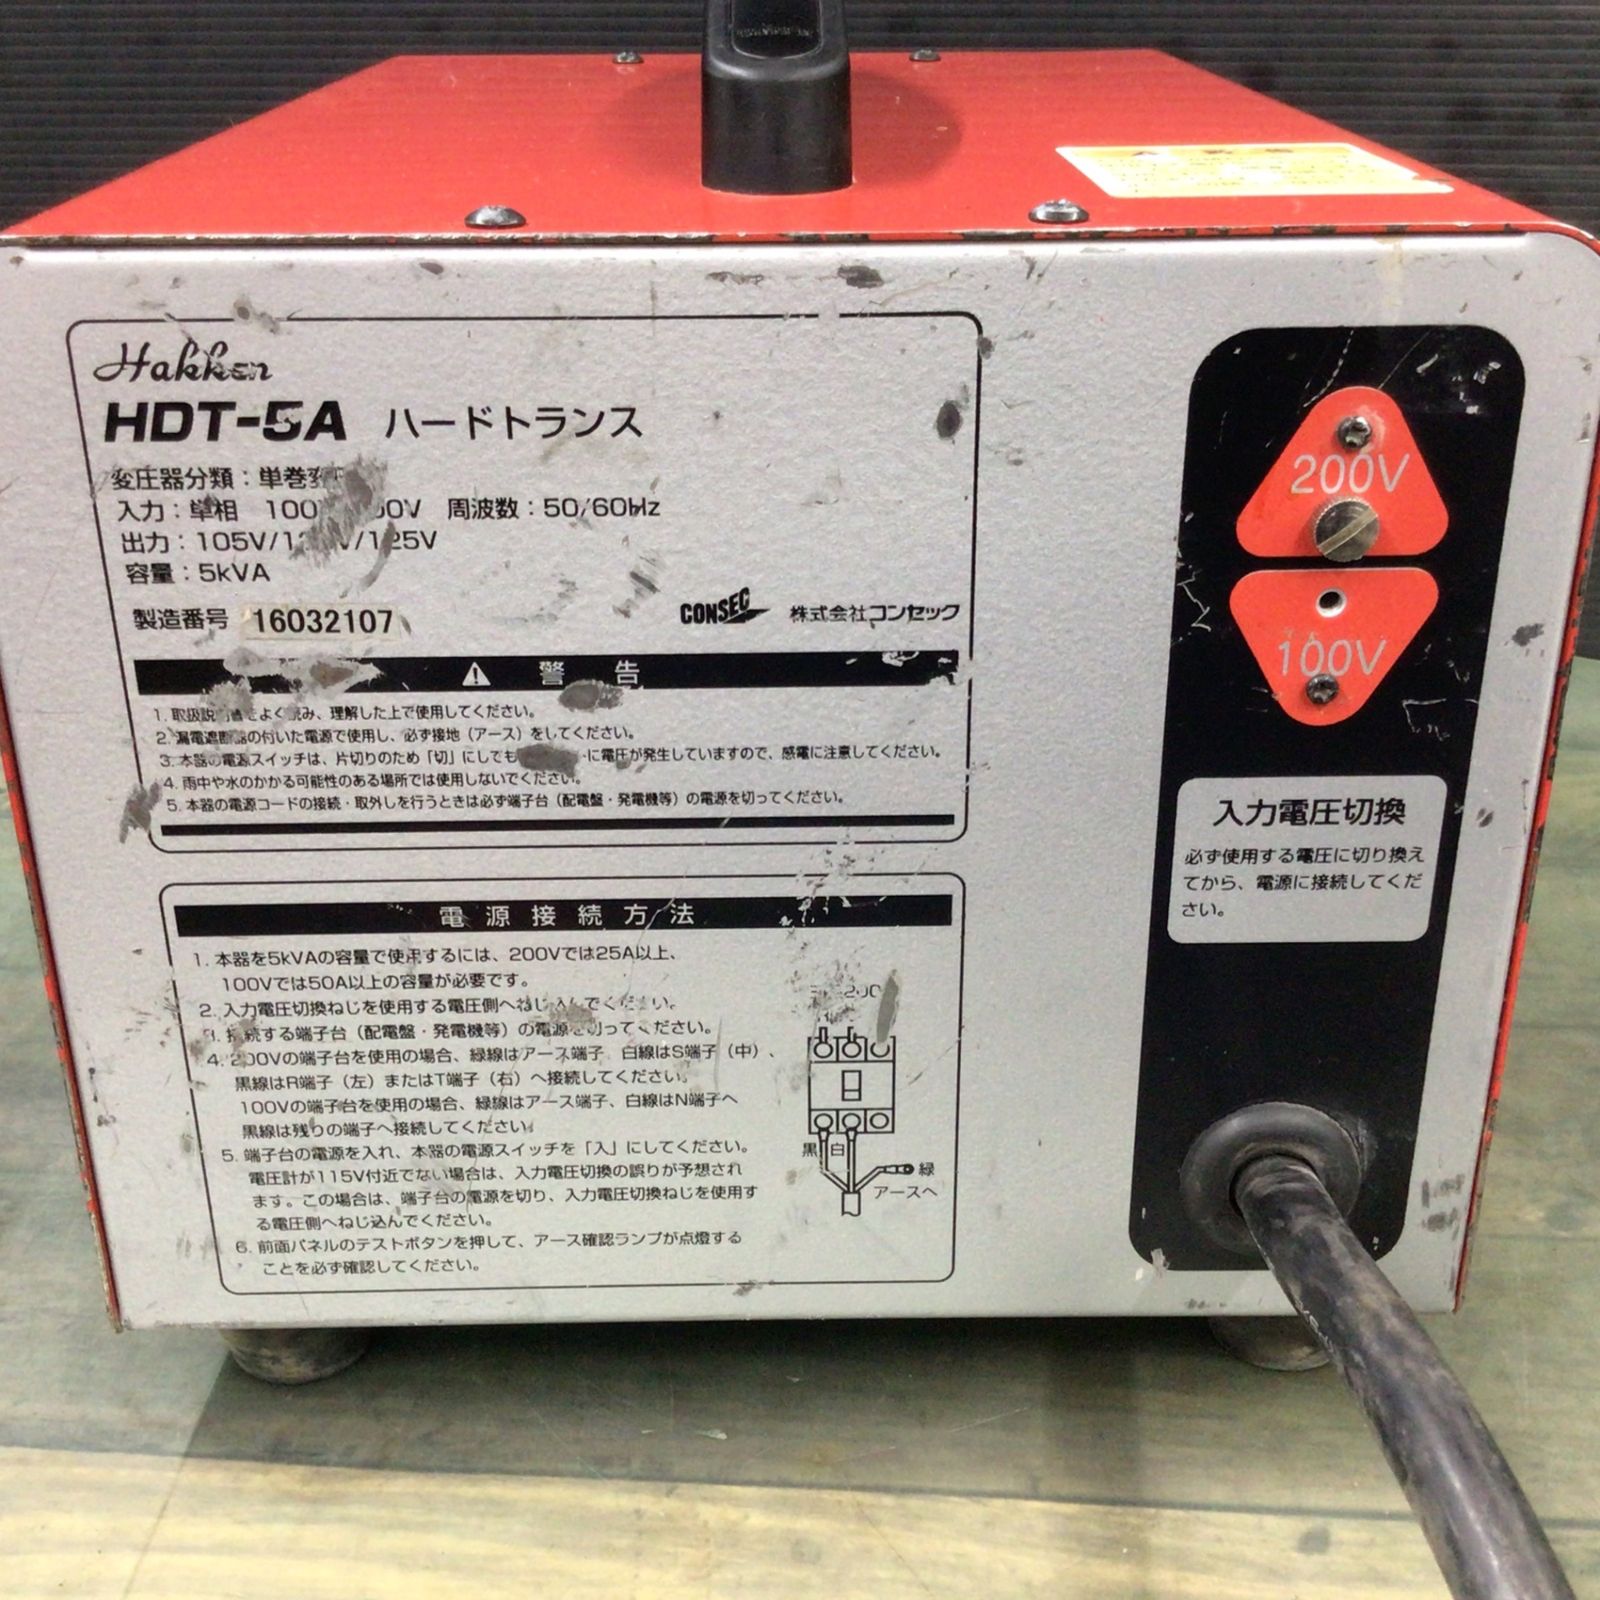 Hakken
HDT-5A ハードトランス
変圧器分類：単巻変圧
入力：単相 100 00V 周波数：50/60Hz
出力：105V/1 V/125V
容量：5kVA
製造番号 16032107
CONSEC 株式会社コンセック
警告
1. 取扱説明書をよく読み、理解した上で使用してください。
2. 漏電遮断器の付いた電源で使用し、必ず接地（アース）をしてください。
3. 本器の電源スイッチは、片切りのため「切」にしても に電圧が発生していますので、感電に注意してください。
4. 雨中や水のかかる可能性のある場所では使用しないでください。
5. 本器の電源コードの接続・取外しを行うときは必ず端子台（配電盤・発電機等）の電源を切ってください。
電源接続方法
1. 本器を5kVAの容量で使用するには、200Vでは25A以上、
100Vでは50A以上の容量が必要です。
2. 入力電圧切換ねじを使用する電圧側へねじ込んでください。
3. 接続する端子台（配電盤・発電機等）の電源を切ってください。
4. 200Vの端子台を使用の場合、緑線はアース端子、白線はS端子（中）、
黒線はR端子（左）またはT端子（右）へ接続してください。
100Vの端子台を使用の場合、緑線はアース端子、白線はN端子へ
黒線は残りの端子へ接続してください。
5. 端子台の電源を入れ、本器の電源スイッチを「入」にしてください。
電圧計が115V付近でない場合は、入力電圧切換の誤りが予想され
ます。この場合は、端子台の電源を切り、入力電圧切換ねじを使用す
る電圧側へねじ込んでください。
6. 前面パネルのテストボタンを押して、アース確認ランプが点燈する
ことを必ず確認してください。
黒 白
緑
アースへ
200V
100V
入力電圧切換
必ず使用する電圧に切り換え
てから、電源に接続してくだ
さい。